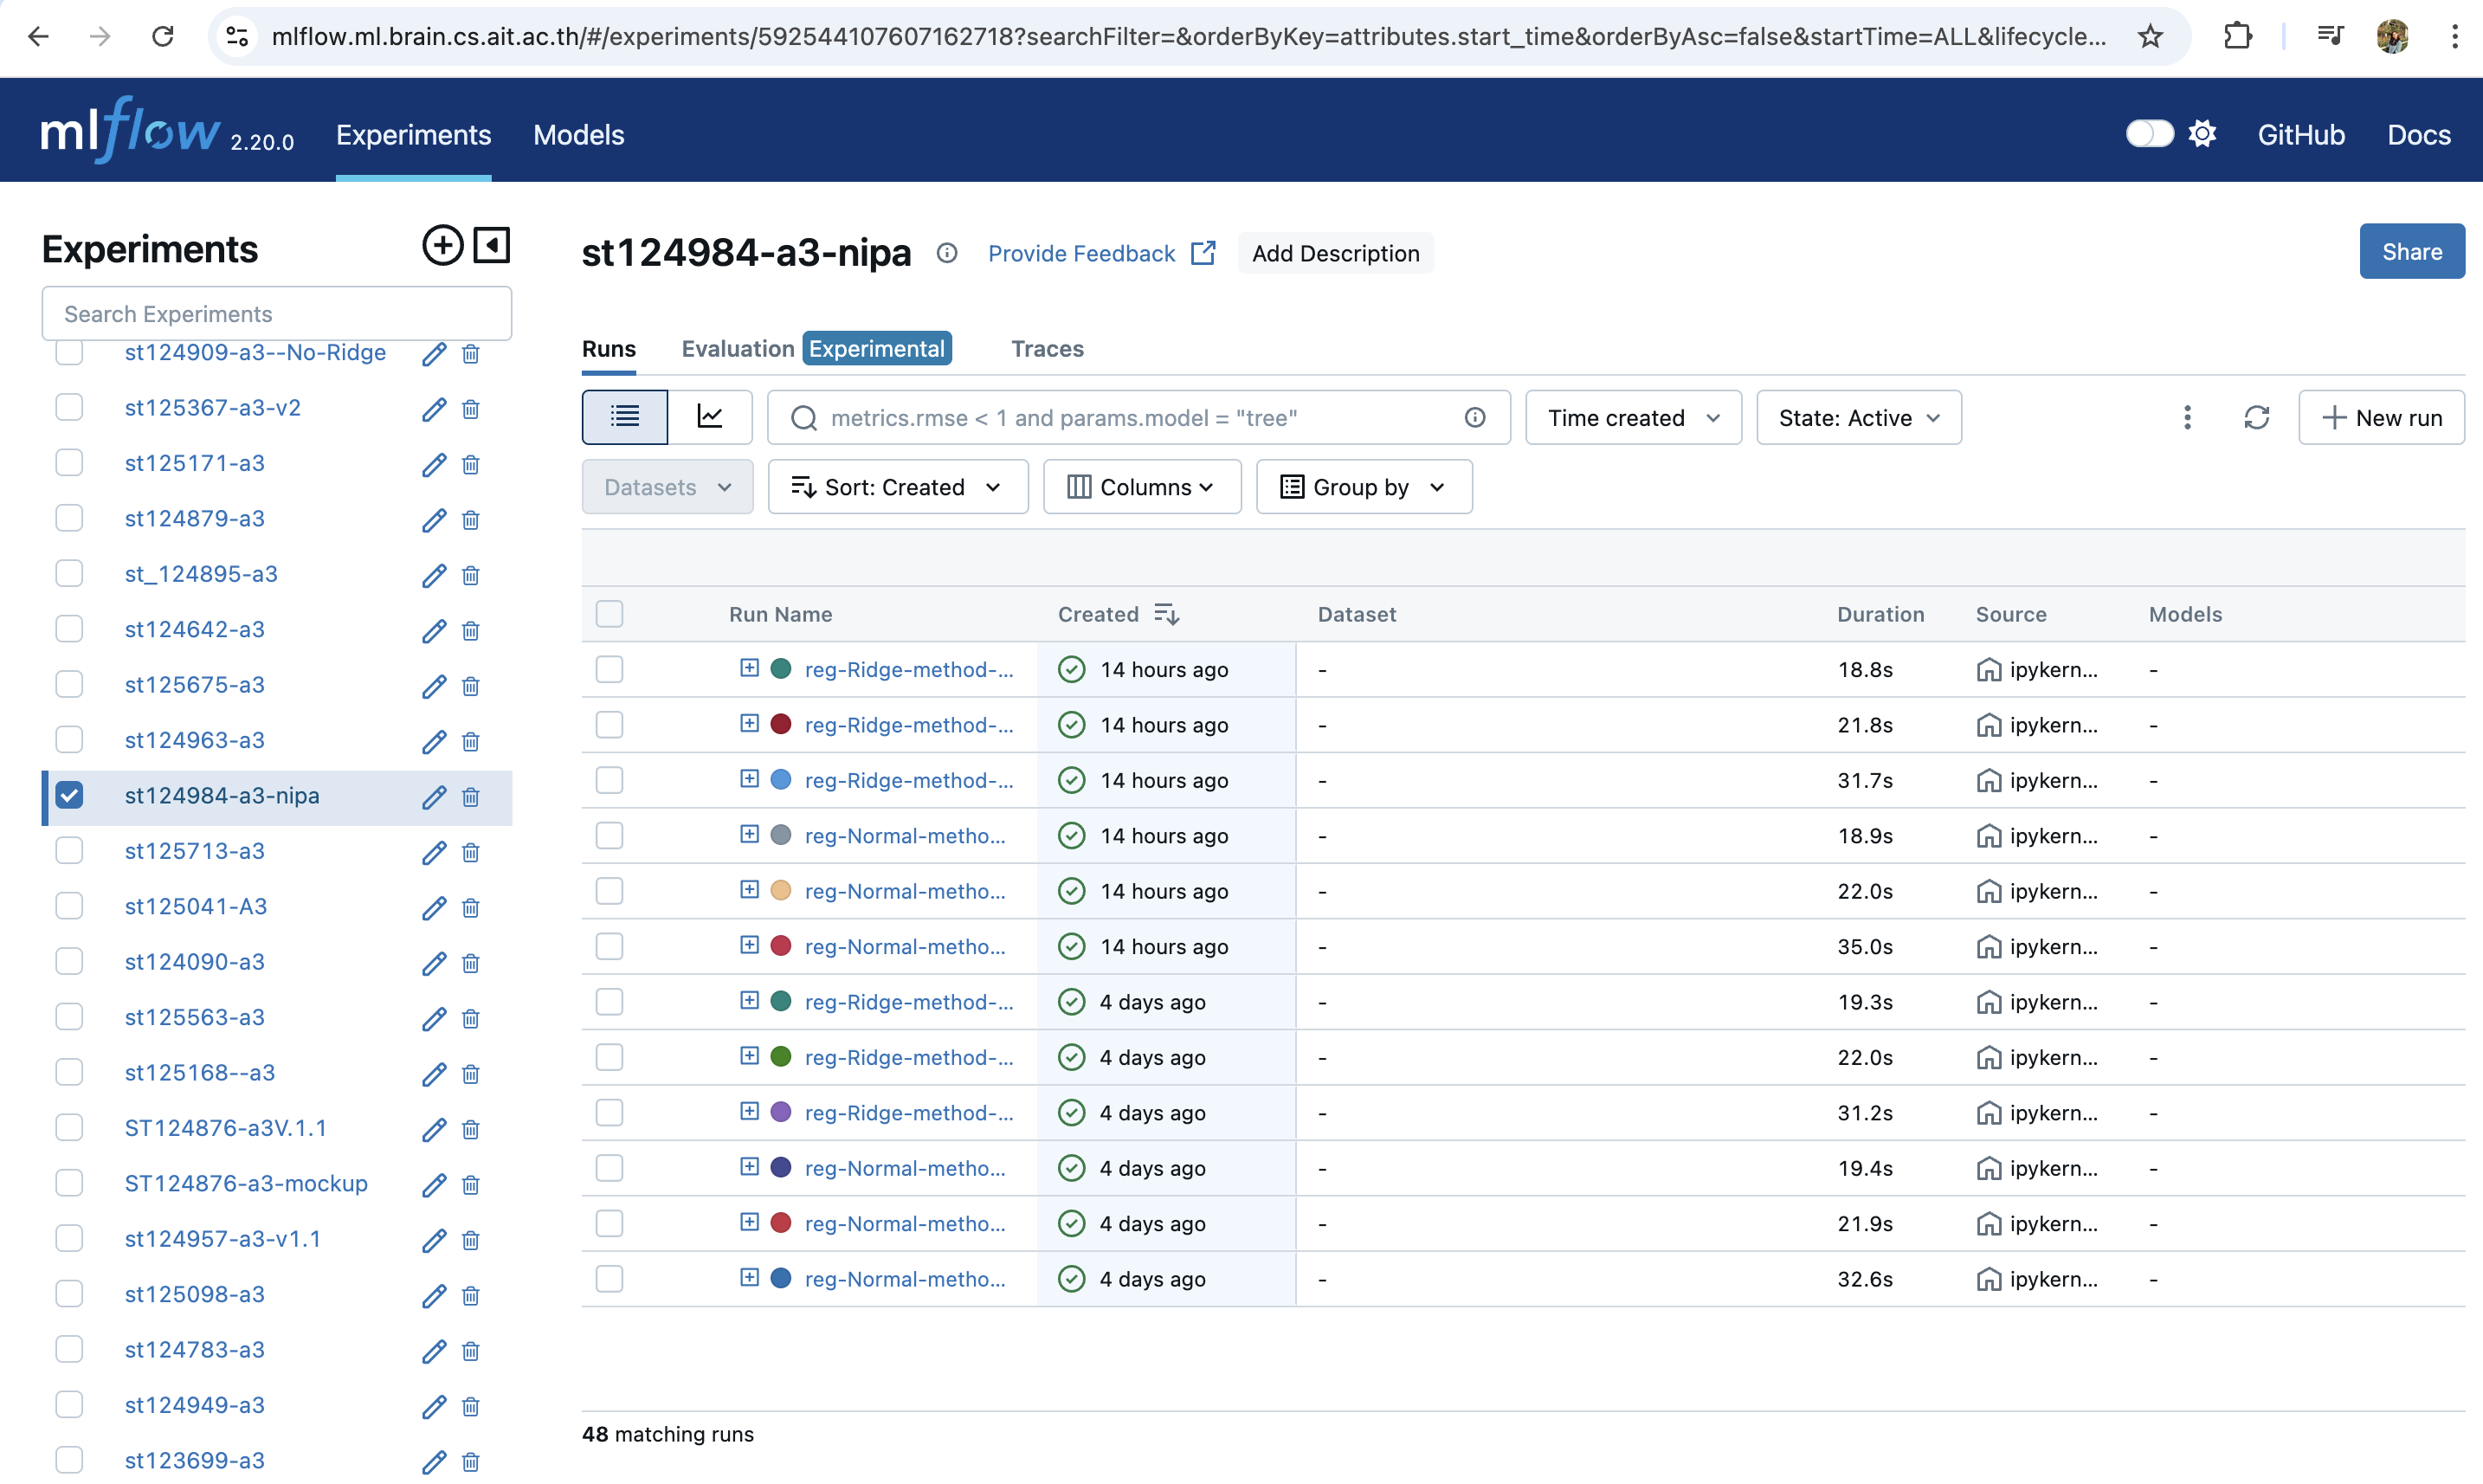 mlflow.ml.brain.cs.ait.ac.th/#/experiments/592544107607162718?searchFilter=&orderByKey=attributes.start_time&orderByAsc=false&startTime=ALL&lifecycle...
mlflow 2.20.0 Experiments Models GitHub Docs
Experiments
Search Experiments
st124909-a3--No-Ridge
st125367-a3-v2
st125171-a3
st124879-a3
st_124895-a3
st124642-a3
st125675-a3
st124963-a3
st124984-a3-nipa
st125713-a3
st125041-A3
st124090-a3
st125563-a3
st125168--a3
ST124876-a3V.1.1
ST124876-a3-mockup
st124957-a3-v1.1
st125098-a3
st124783-a3
st124949-a3
st123699-a3
st124984-a3-nipa Provide Feedback Add Description Share
Runs Evaluation Experimental Traces
metrics.rmse < 1 and params.model = "tree" Time created State: Active New run
Datasets Sort: Created Columns Group by
Run Name Created Dataset Duration Source Models
reg-Ridge-method-... 14 hours ago - 18.8s ipykern... -
reg-Ridge-method-... 14 hours ago - 21.8s ipykern... -
reg-Ridge-method-... 14 hours ago - 31.7s ipykern... -
reg-Normal-metho... 14 hours ago - 18.9s ipykern... -
reg-Normal-metho... 14 hours ago - 22.0s ipykern... -
reg-Normal-metho... 14 hours ago - 35.0s ipykern... -
reg-Ridge-method-... 4 days ago - 19.3s ipykern... -
reg-Ridge-method-... 4 days ago - 22.0s ipykern... -
reg-Ridge-method-... 4 days ago - 31.2s ipykern... -
reg-Normal-metho... 4 days ago - 19.4s ipykern... -
reg-Normal-metho... 4 days ago - 21.9s ipykern... -
reg-Normal-metho... 4 days ago - 32.6s ipykern... -
48 matching runs